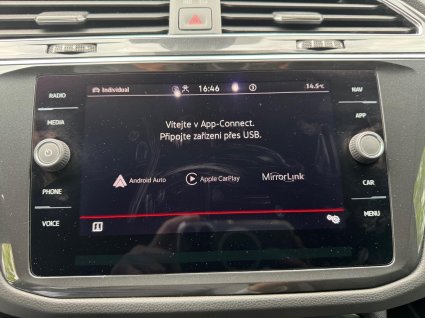 Individual 16:46 14.5°C
RADIO
MEDIA
PHONE
VOICE
Vítejte v App-Connect.
Připojte zařízení přes USB.
Android Auto Apple CarPlay MirrorLink
NAV
APP
CAR
MENU